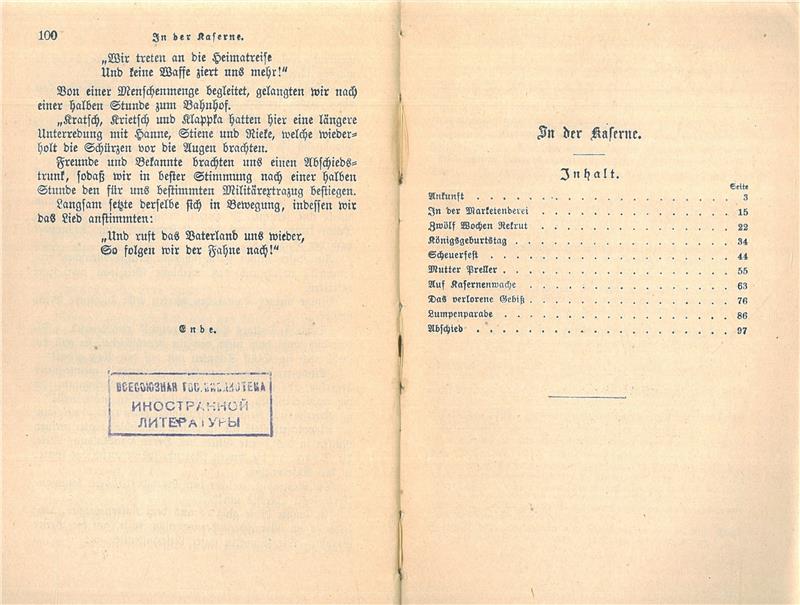 100
In der Kaserne.
„Wir treten an die Heimatreise
Und keine Waffe ziert uns mehr!“
Von einer Menschenmenge begleitet, gelangten wir nach
einer halben Stunde zum Bahnhof.
„Kratsch, Krietsch und Klappka hatten hier eine längere
Unterredung mit Hanne, Stiene und Rieke, welche wieder-
holt die Schürzen vor die Augen brachten.
Freunde und Bekannte brachten uns einen Abschieds-
trunk, sodaß wir in bester Stimmung nach einer halben
Stunde den für uns bestimmten Militärextrazug bestiegen.
Langsam setzte derselbe sich in Bewegung, indessen wir
das Lied anstimmten:
„Und ruft das Vaterland uns wieder,
So folgen wir der Fahne nach!“
Ende.
ВСЕСОЮЗНАЯ ГОС. БИБЛИОТЕКА
ИНОСТРАННОЙ
ЛИТЕРАТУРЫ
In der Kaserne.
Inhalt.
Seite
Ankunft . . . . . . . . . . . . . . . . 3
In der Marketenderei . . . . . . . . . . . . 15
Zwölf Wochen Rekrut . . . . . . . . . . . . 22
Königsgeburtstag . . . . . . . . . . . . . 34
Scheuerfest . . . . . . . . . . . . . . . 44
Mutter Preller . . . . . . . . . . . . . . 55
Auf Kasernenwache . . . . . . . . . . . . 63
Das verlorene Gebiß . . . . . . . . . . . . 76
Lumpenparade . . . . . . . . . . . . . . 86
Abschied . . . . . . . . . . . . . . . . 97